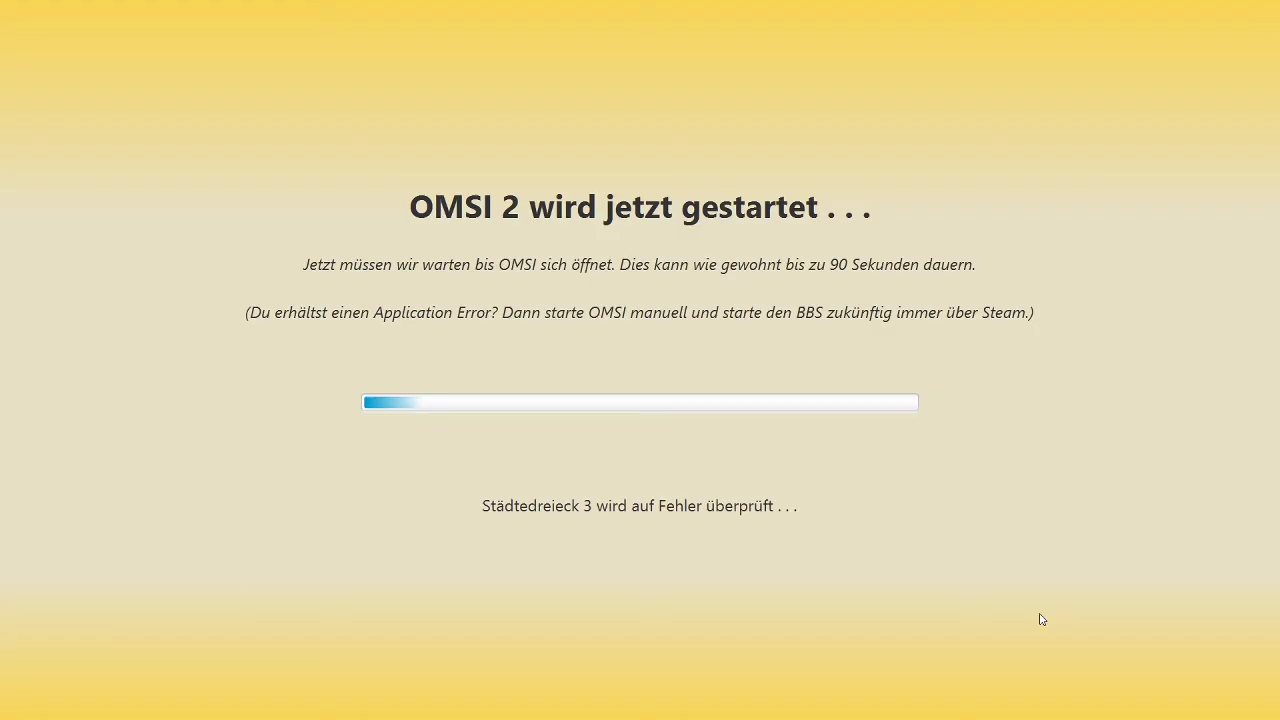 OMSI 2 wird jetzt gestartet . . .
Jetzt müssen wir warten bis OMSI sich öffnet. Dies kann wie gewohnt bis zu 90 Sekunden dauern.
(Du erhältst einen Application Error? Dann starte OMSI manuell und starte den BBS zukünftig immer über Steam.)
Städtedreieck 3 wird auf Fehler überprüft . . .